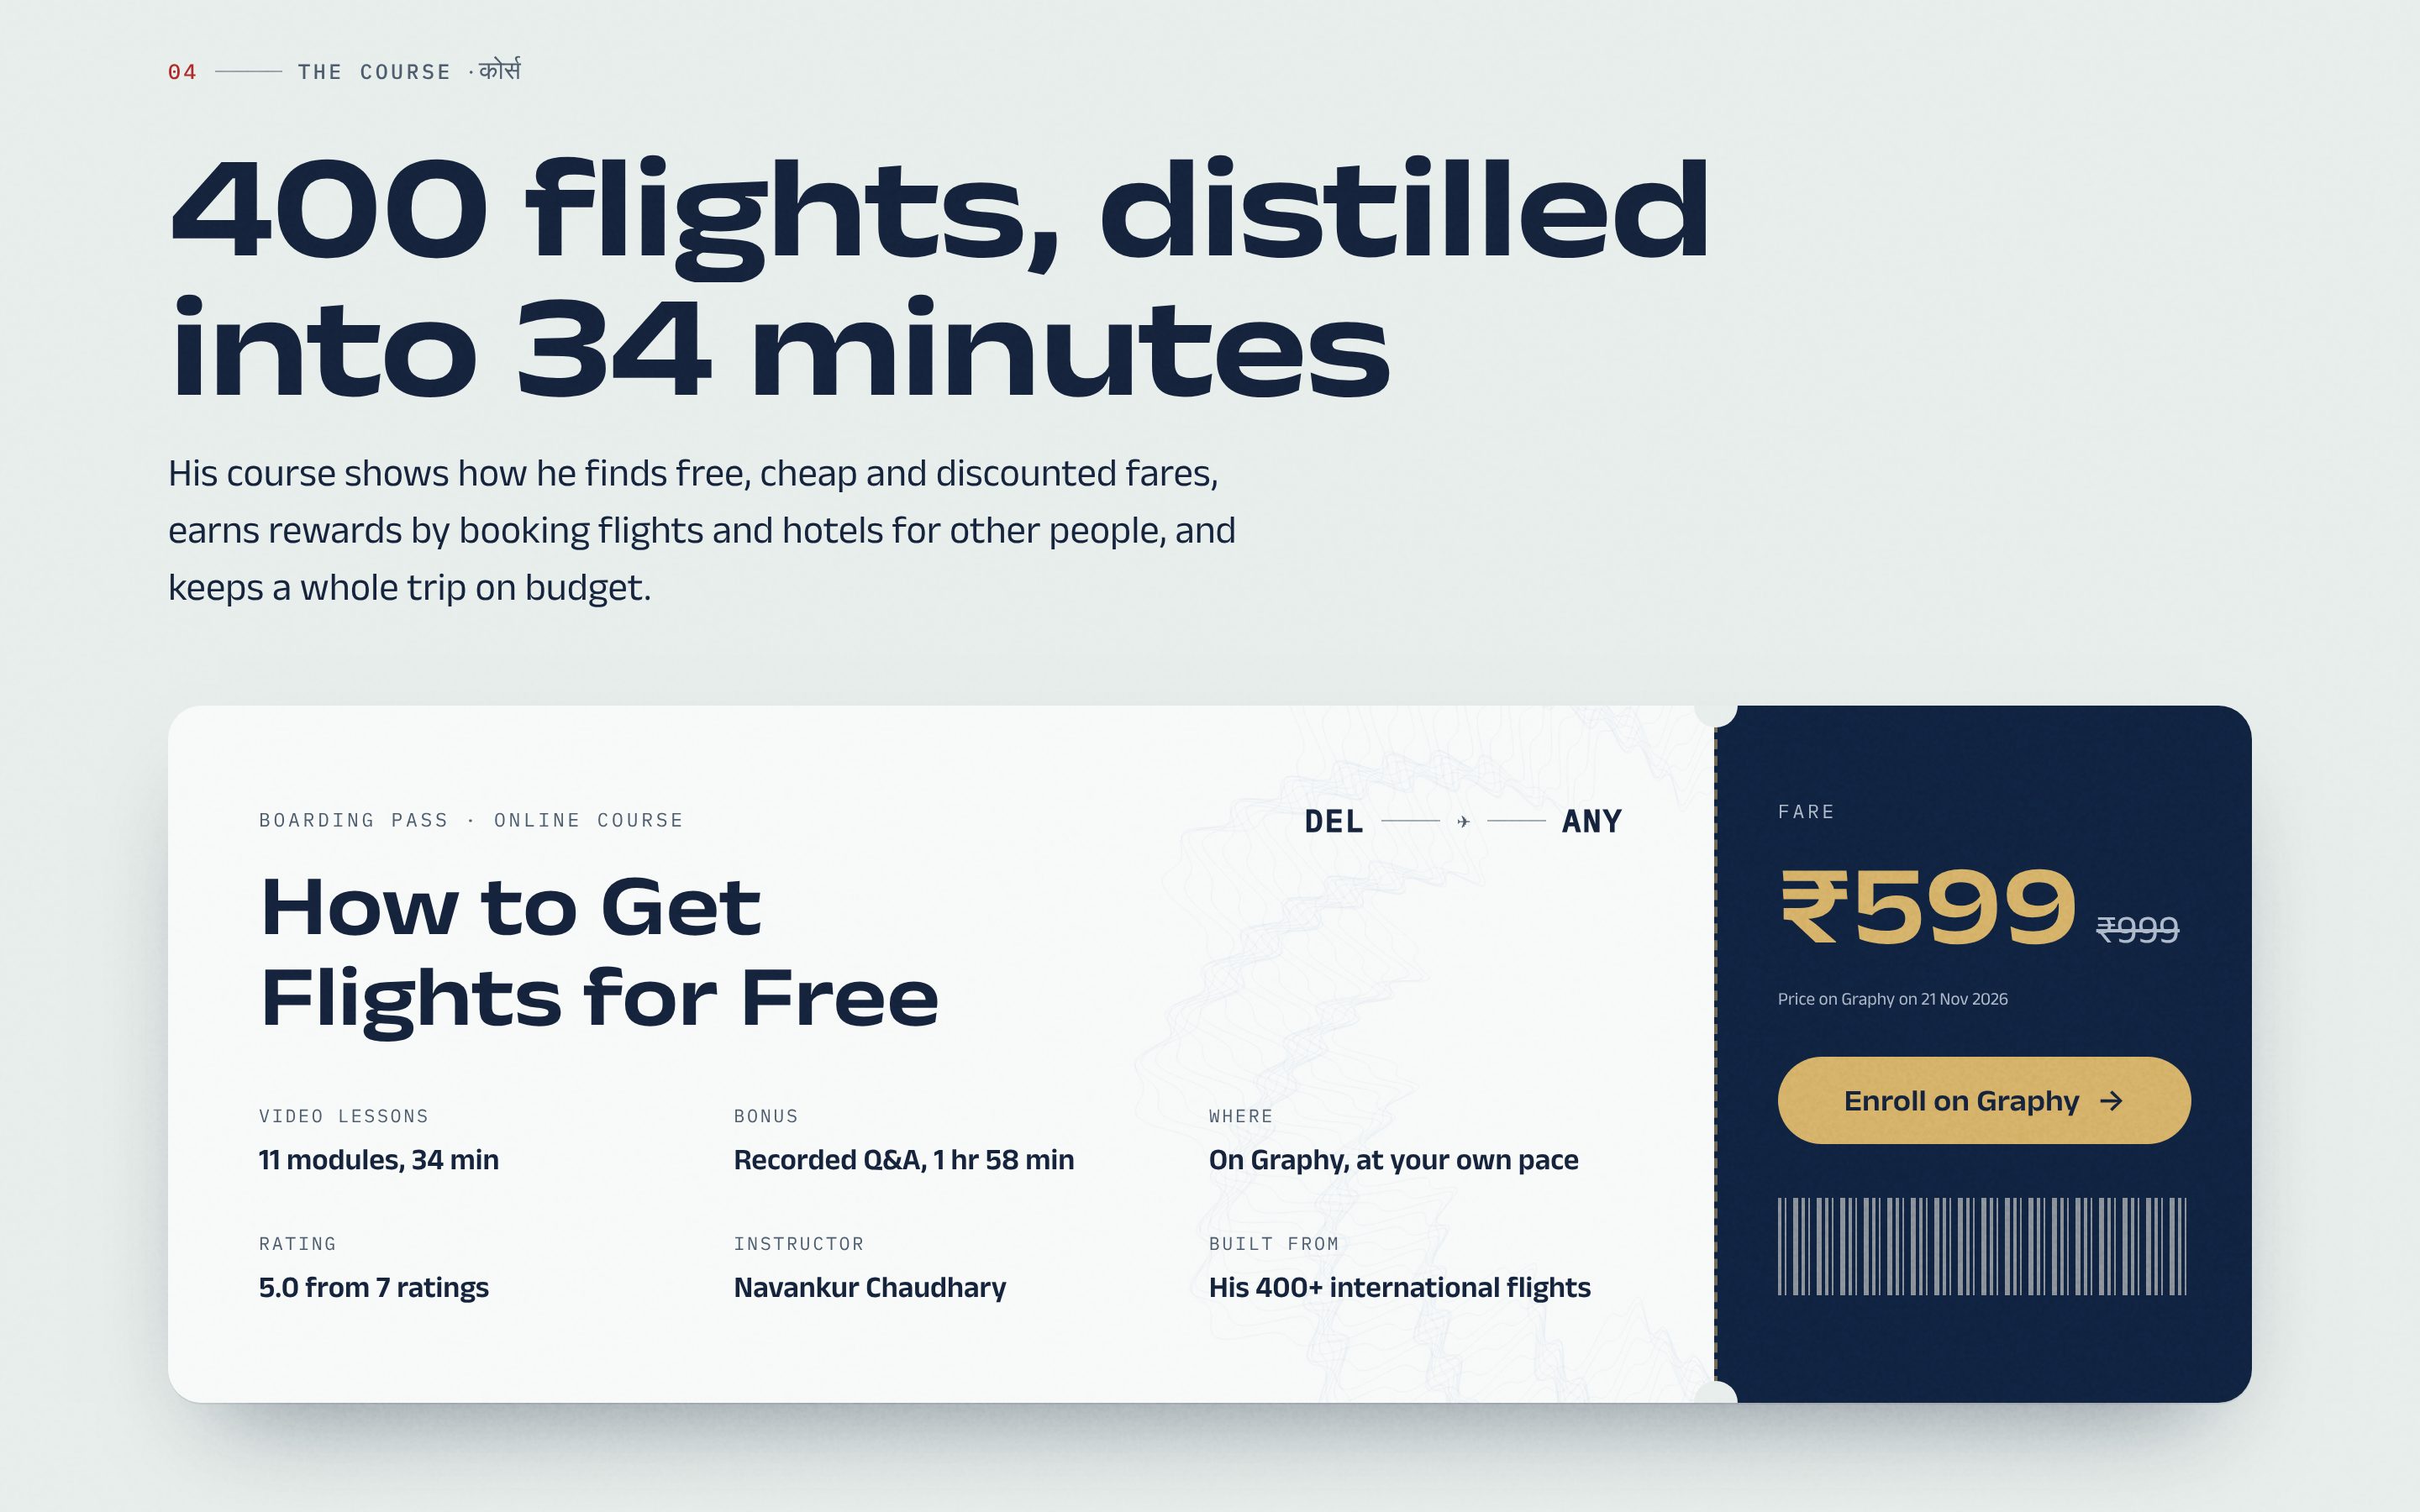 04 THE COURSE · कोर्स
400 flights, distilled
into 34 minutes
His course shows how he finds free, cheap and discounted fares,
earns rewards by booking flights and hotels for other people, and
keeps a whole trip on budget.
BOARDING PASS · ONLINE COURSE
DEL ✈ ANY
How to Get
Flights for Free
VIDEO LESSONS
11 modules, 34 min
BONUS
Recorded Q&A, 1 hr 58 min
WHERE
On Graphy, at your own pace
RATING
5.0 from 7 ratings
INSTRUCTOR
Navankur Chaudhary
BUILT FROM
His 400+ international flights
FARE
₹599 ₹999
Price on Graphy on 21 Nov 2026
Enroll on Graphy →